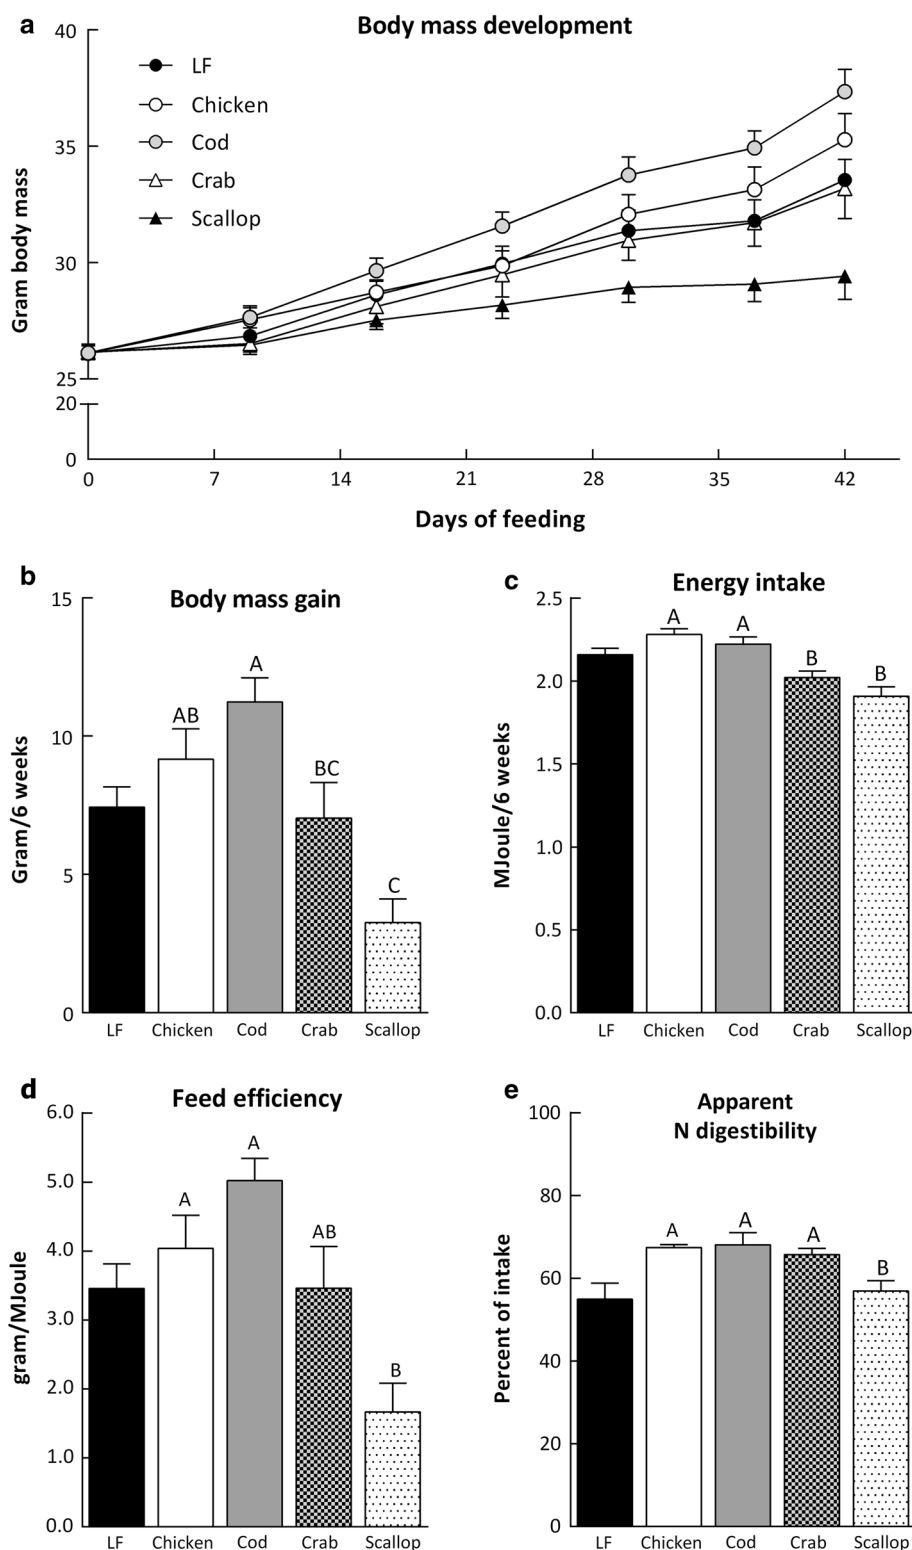 a
Body mass development
40
35
30
25
20
0
Gram body mass
LF
Chicken
Cod
Crab
Scallop
0 7 14 21 28 35 42
Days of feeding
b
Body mass gain
15
10
5
0
Gram/6 weeks
AB
A
BC
C
LF Chicken Cod Crab Scallop
c
Energy intake
2.5
2.0
1.5
1.0
0.5
0.0
MJoule/6 weeks
A
A
B
B
LF Chicken Cod Crab Scallop
d
Feed efficiency
6.0
5.0
4.0
3.0
2.0
1.0
0.0
gram/MJoule
A
A
AB
B
LF Chicken Cod Crab Scallop
e
Apparent
N digestibility
100
80
60
40
20
0
Percent of intake
A
A
A
B
LF Chicken Cod Crab Scallop